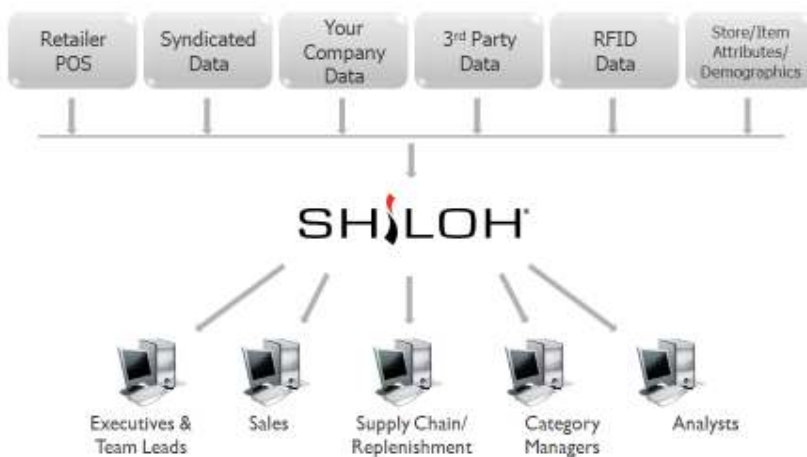 Retailer
POS
Syndicated
Data
Your
Company
Data
3rd Party
Data
RFID
Data
Store/Item
Attributes/
Demographics
SHILOH
Executives &
Team Leads
Sales
Supply Chain/
Replenishment
Category
Managers
Analysts